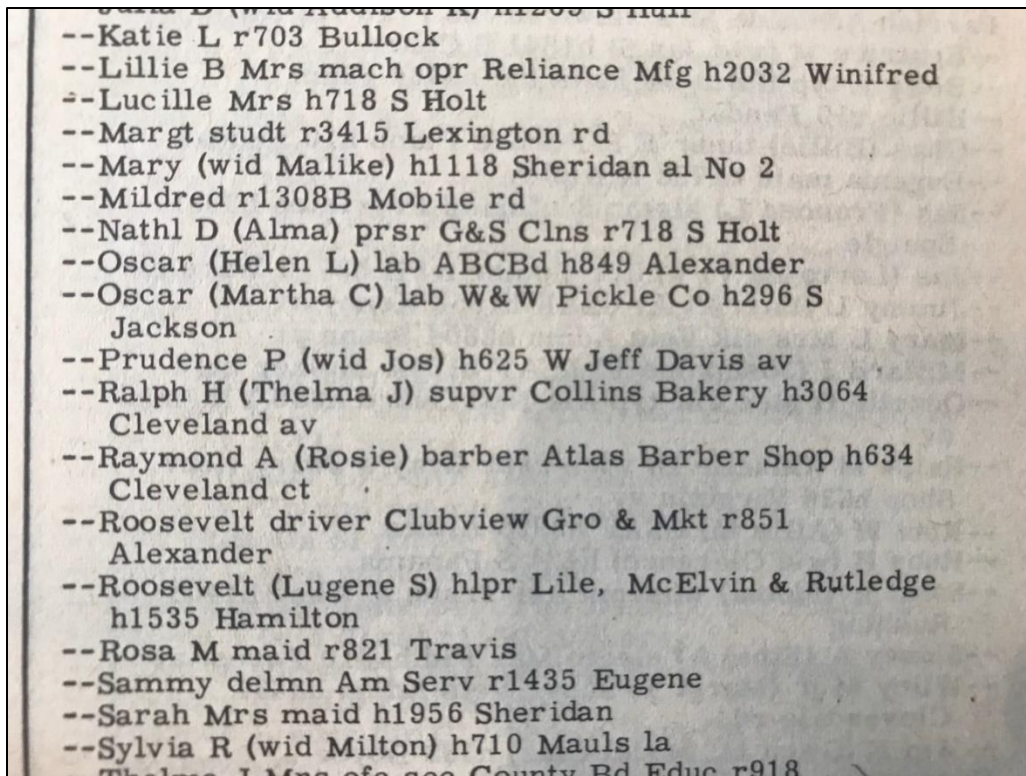 --Katie L r703 Bullock
--Lillie B Mrs mach opr Reliance Mfg h2032 Winifred
--Lucille Mrs h718 S Holt
--Margt studt r3415 Lexington rd
--Mary (wid Malike) h1118 Sheridan al No 2
--Mildred r1308B Mobile rd
--Nathl D (Alma) prsr G&S Clns r718 S Holt
--Oscar (Helen L) lab ABCBd h849 Alexander
--Oscar (Martha C) lab W&W Pickle Co h296 S
Jackson
--Prudence P (wid Jos) h625 W Jeff Davis av
--Ralph H (Thelma J) supvr Collins Bakery h3064
Cleveland av
--Raymond A (Rosie) barber Atlas Barber Shop h634
Cleveland ct
--Roosevelt driver Clubview Gro & Mkt r851
Alexander
--Roosevelt (Lugene S) hlpr Lile, McElvin & Rutledge
h1535 Hamilton
--Rosa M maid r821 Travis
--Sammy delmn Am Serv r1435 Eugene
--Sarah Mrs maid h1956 Sheridan
--Sylvia R (wid Milton) h710 Mauls la